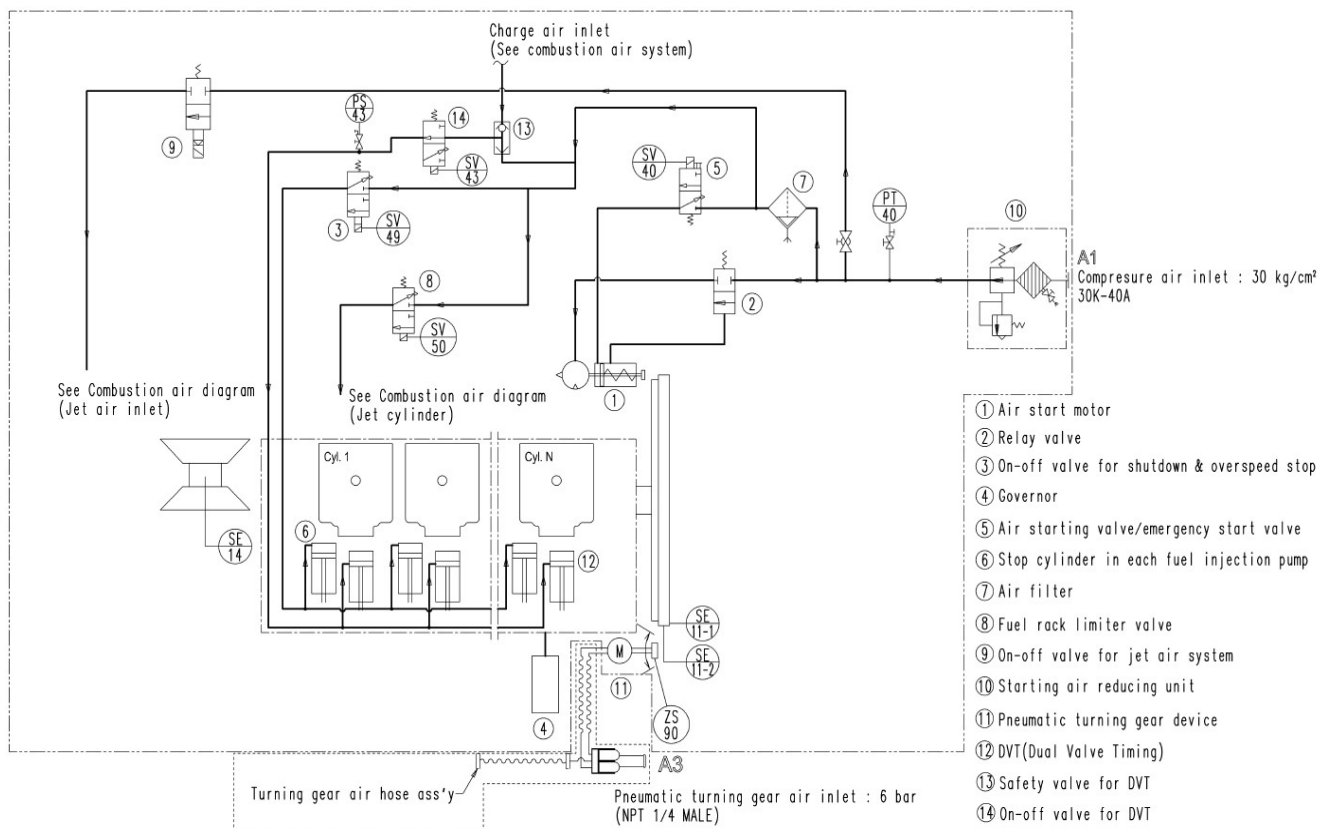 Charge air inlet
(See combustion air system)
PS
43
14
13
9
SV
43
SV
40
5
7
PT
40
10
3
SV
49
A1
Compresure air inlet : 30 kg/cm²
30K-40A
8
2
SV
50
See Combustion air diagram
(Jet air inlet)
See Combustion air diagram
(Jet cylinder)
1
Cyl. 1
Cyl. N
6
12
SE
14
SE
11-1
SE
11-2
M
11
4
ZS
90
A3
Turning gear air hose ass'y
Pneumatic turning gear air inlet : 6 bar
(NPT 1/4 MALE)
1 Air start motor
2 Relay valve
3 On-off valve for shutdown & overspeed stop
4 Governor
5 Air starting valve/emergency start valve
6 Stop cylinder in each fuel injection pump
7 Air filter
8 Fuel rack limiter valve
9 On-off valve for jet air system
10 Starting air reducing unit
11 Pneumatic turning gear device
12 DVT(Dual Valve Timing)
13 Safety valve for DVT
14 On-off valve for DVT